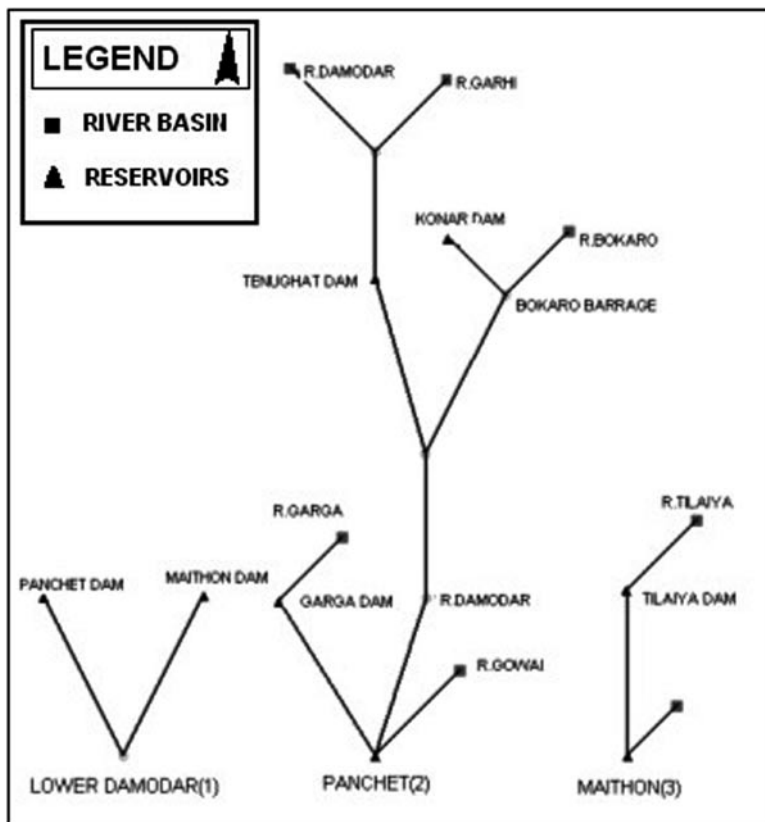 LEGEND
RIVER BASIN
RESERVOIRS
R.DAMODAR
R.GARHI
KONAR DAM
R.BOKARO
TENUGHAT DAM
BOKARO BARRAGE
R.GARGA
R.TILAIYA
PANCHET DAM
MAITHON DAM
GARGA DAM
R.DAMODAR
TILAIYA DAM
R.GOWAI
LOWER DAMODAR(1)
PANCHET(2)
MAITHON(3)